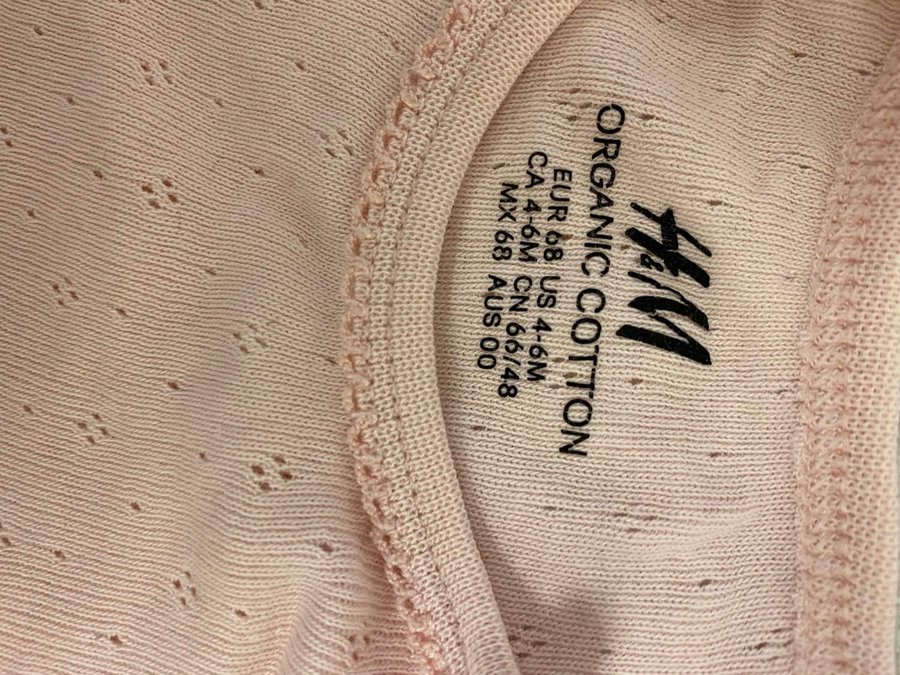 H&M
ORGANIC COTTON
EUR 68 US 4-6M
CA 4-6M CN 66/48
MX 68 AUS 00